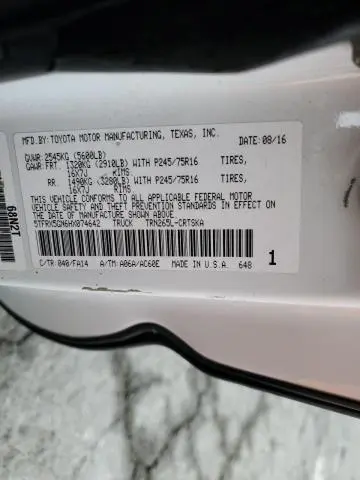 MFD.BY:TOYOTA MOTOR MANUFACTURING, TEXAS, INC. DATE: 08/16
GVWR:2545KG (5600LB)
GAWR:FRT. 1320KG (2910LB) WITH P245/75R16 TIRES,
16X7J RIMS,
RR. 1490KG (3280LB) WITH P245/75R16 TIRES,
16X7J RIMS
THIS VEHICLE CONFORMS TO ALL APPLICABLE FEDERAL MOTOR
VEHICLE SAFETY AND THEFT PREVENTION STANDARDS IN EFFECT
ON THE DATE OF MANUFACTURE SHOWN ABOVE.
5TFRX5GN6HX074642 TRUCK TRN265L-CRTSKA
C/TR:040/FA14 A/TM:A06A/AC60E MADE IN U.S.A. 648 1
68N2T